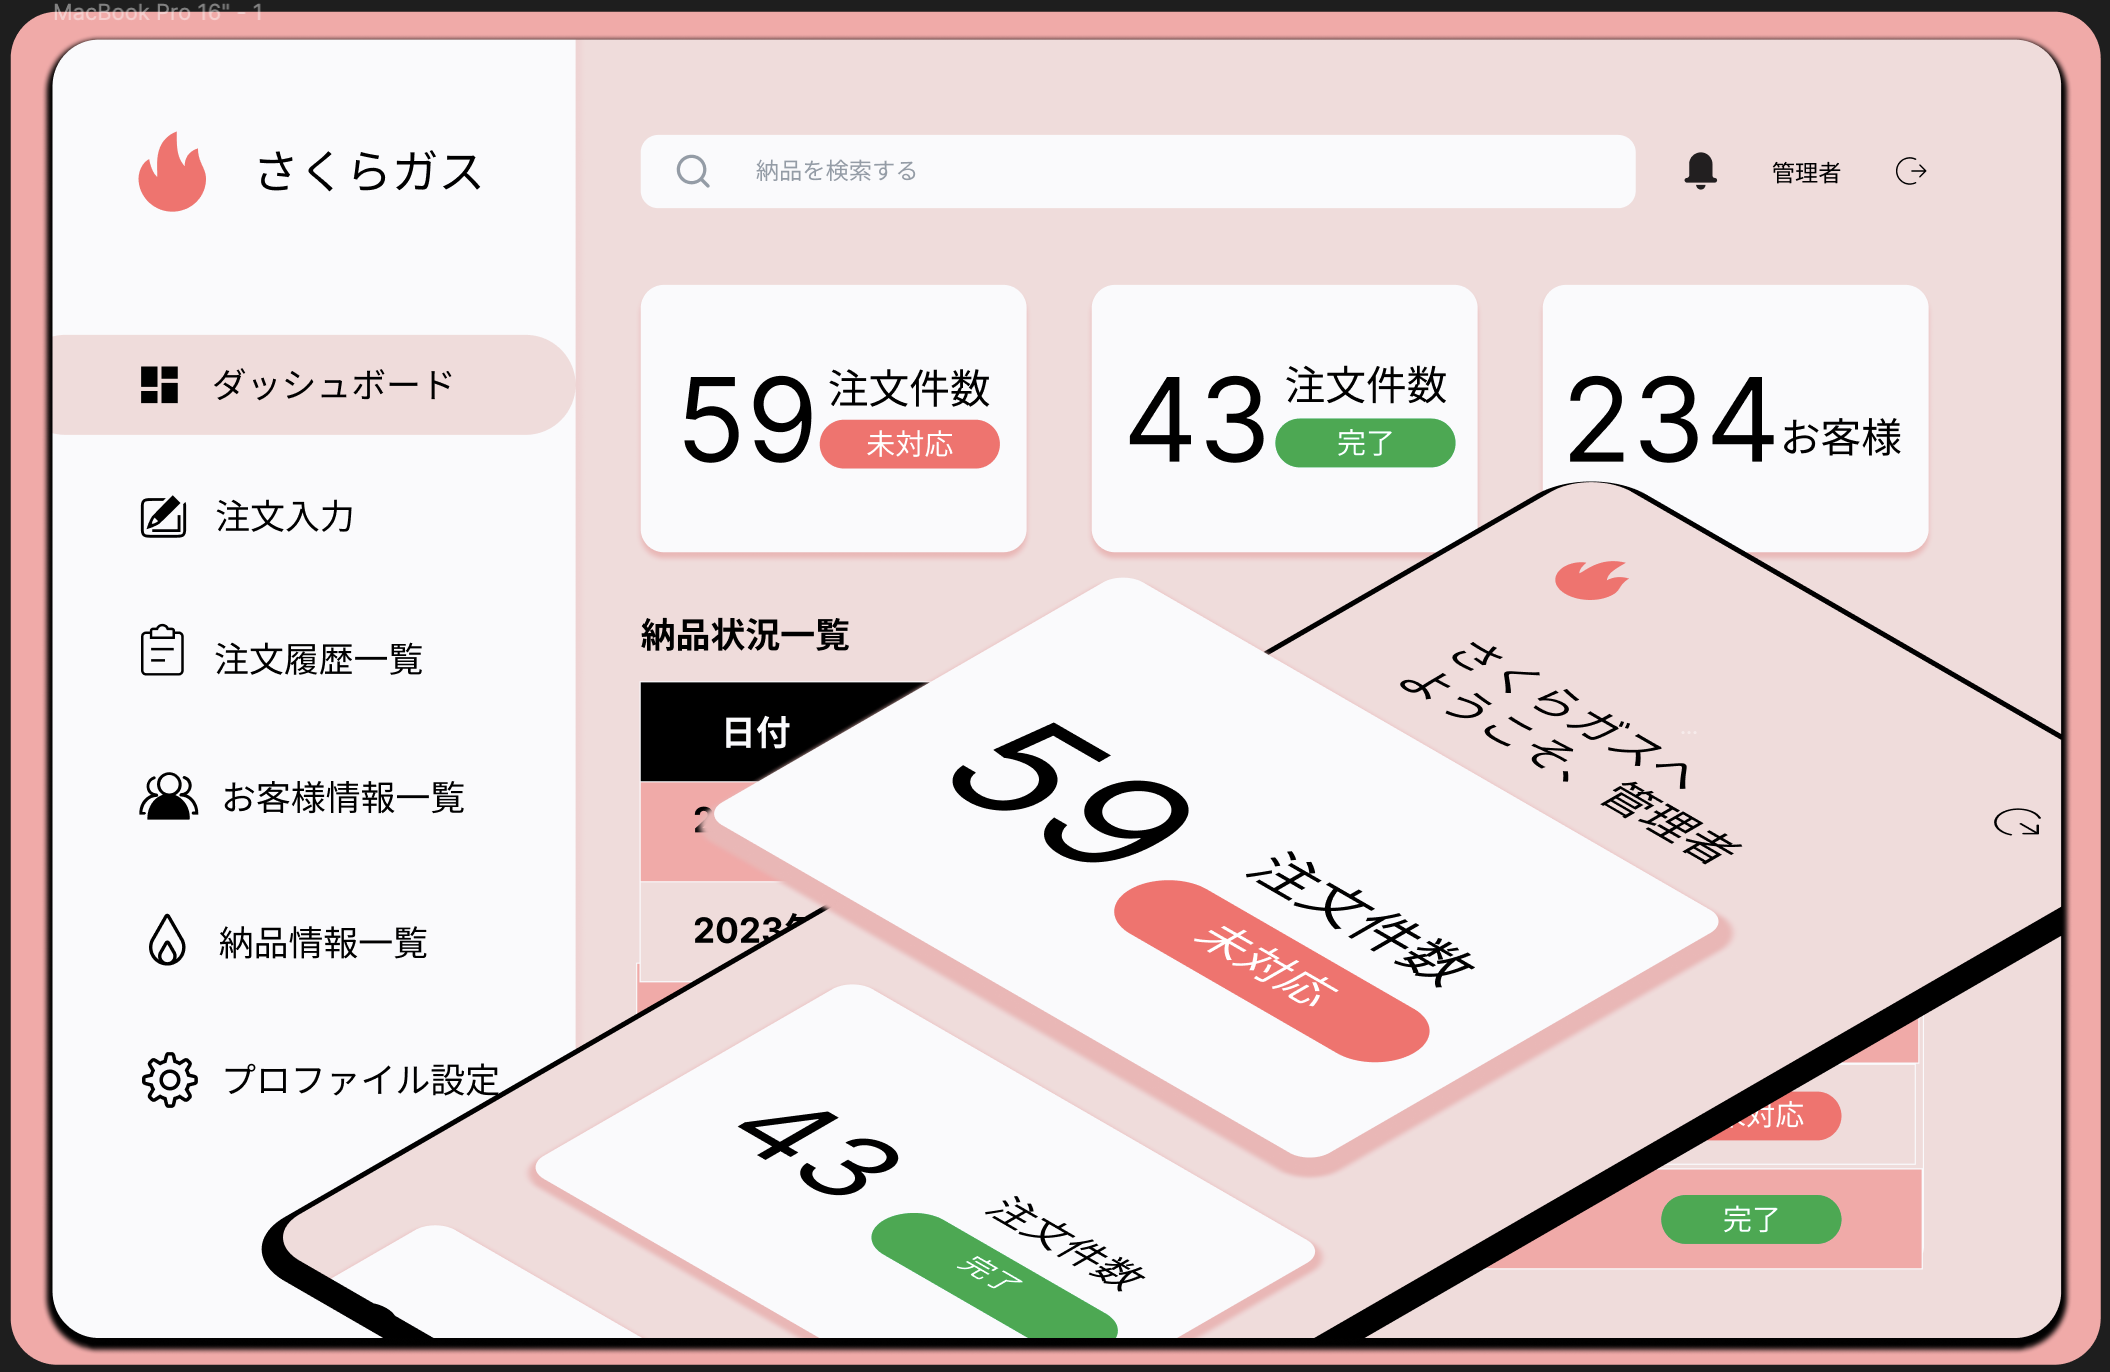 MacBook Pro 16" - 1
さくらガス
納品を検索する
管理者
ダッシュボード
注文入力
注文履歴一覧
お客様情報一覧
納品情報一覧
プロファイル設定
59
注文件数
未対応
43
注文件数
完了
234
お客様
納品状況一覧
日付
2023年
対応
完了
さくらガスへ
ようこそ、管理者
59
注文件数
未対応
43
注文件数
完了